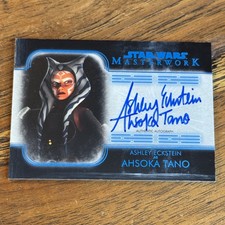 STAR WARS
MASTERWORK
Ashley Eckstein
Ahsoka Tano
AUTHENTIC AUTOGRAPH
ASHLEY ECKSTEIN
AHSOKA TANO